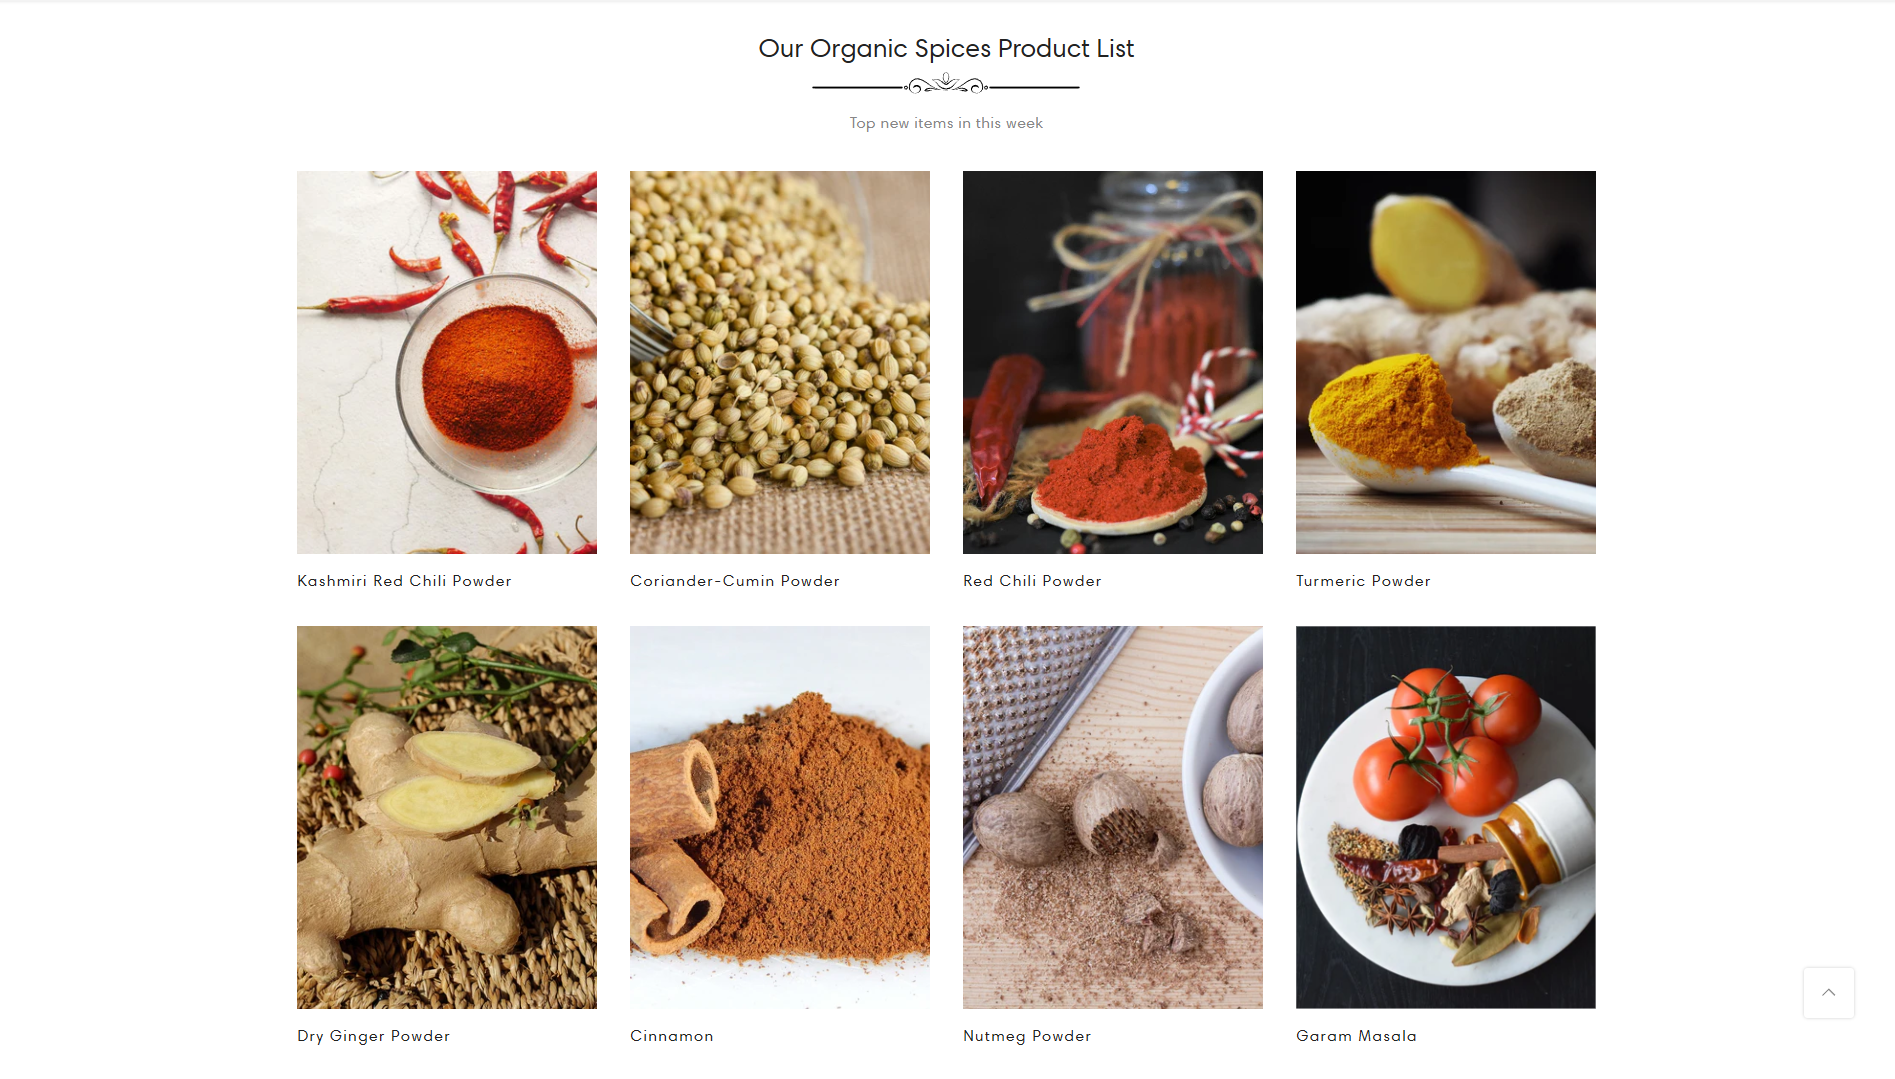 Our Organic Spices Product List
Top new items in this week
Kashmiri Red Chili Powder
Coriander-Cumin Powder
Red Chili Powder
Turmeric Powder
Dry Ginger Powder
Cinnamon
Nutmeg Powder
Garam Masala